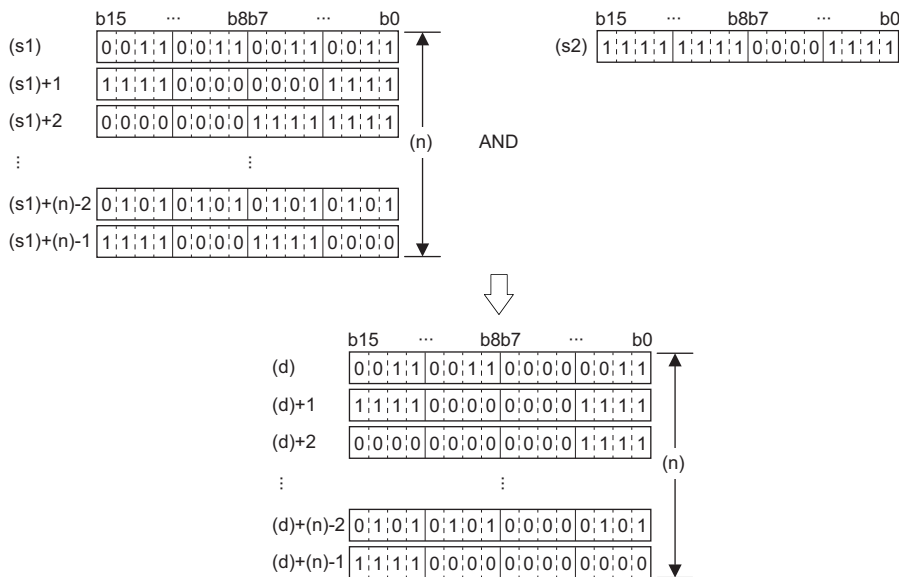 b15 ... b8b7 ... b0
(s1) 0 0 1 1 0 0 1 1 0 0 1 1 0 0 1 1
(s1)+1 1 1 1 1 0 0 0 0 0 0 0 0 1 1 1 1
(s1)+2 0 0 0 0 0 0 0 0 1 1 1 1 1 1 1 1
⋮ ⋮
(s1)+(n)-2 0 1 0 1 0 1 0 1 0 1 0 1 0 1 0 1
(s1)+(n)-1 1 1 1 1 0 0 0 0 1 1 1 1 0 0 0 0
(n)
AND
b15 ... b8b7 ... b0
(s2) 1 1 1 1 1 1 1 1 0 0 0 0 1 1 1 1
b15 ... b8b7 ... b0
(d) 0 0 1 1 0 0 1 1 0 0 0 0 0 0 1 1
(d)+1 1 1 1 1 0 0 0 0 0 0 0 0 1 1 1 1
(d)+2 0 0 0 0 0 0 0 0 0 0 0 0 1 1 1 1
⋮ ⋮
(d)+(n)-2 0 1 0 1 0 1 0 1 0 0 0 0 0 1 0 1
(d)+(n)-1 1 1 1 1 0 0 0 0 0 0 0 0 0 0 0 0
(n)